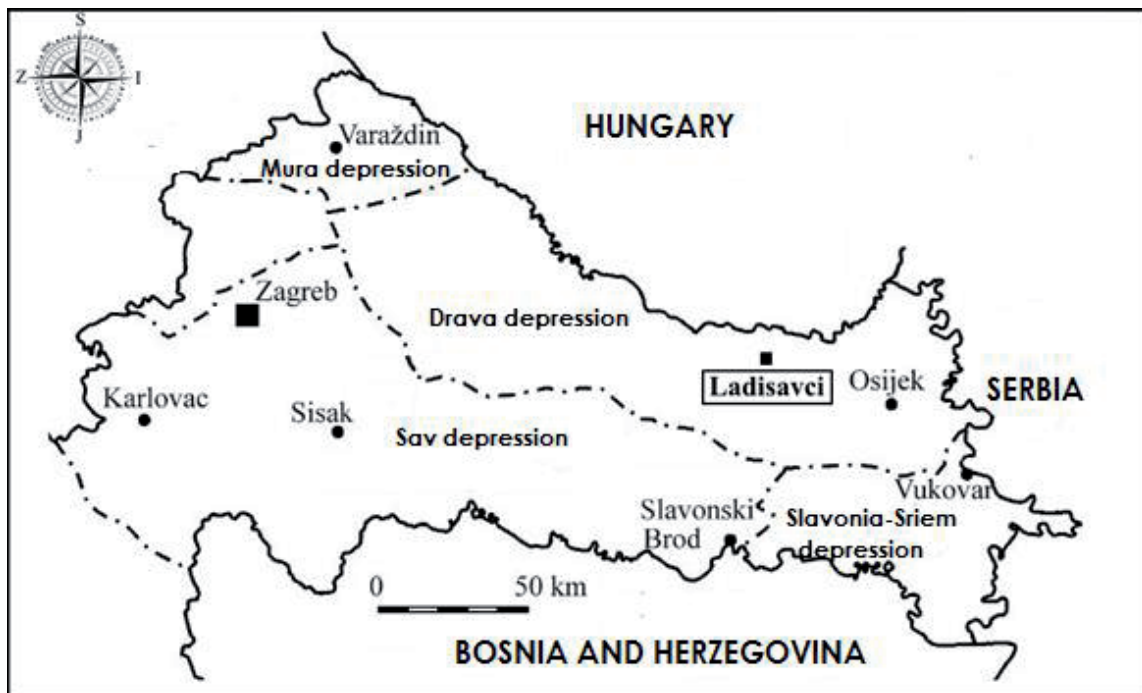 S
Z
I
J
HUNGARY
Varaždin
Mura depression
Zagreb
Drava depression
Ladisavci
Osijek
SERBIA
Karlovac
Sisak
Sav depression
Vukovar
Slavonski
Brod
Slavonia-Sriem
depression
0
50 km
BOSNIA AND HERZEGOVINA